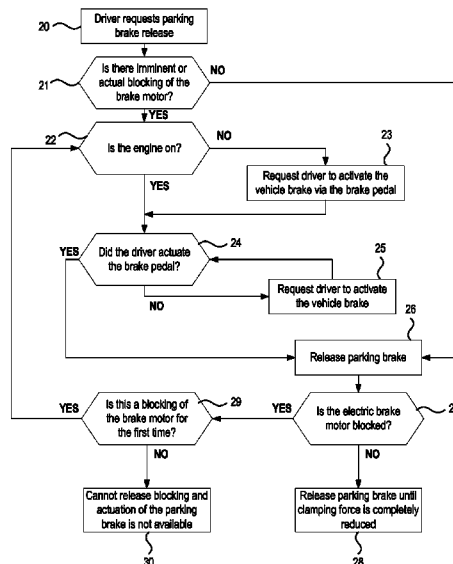 20
Driver requests parking
brake release
21
Is there imminent or
actual blocking of the
brake motor?
NO
YES
22
Is the engine on?
NO
YES
23
Request driver to activate the
vehicle brake via the brake pedal
24
Did the driver actuate
the brake pedal?
YES
NO
25
Request driver to activate
the vehicle brake
26
Release parking brake
Is the electric brake
motor blocked?
YES
NO
29
Is this a blocking of
the brake motor for
the first time?
YES
NO
Cannot release blocking and
actuation of the parking
brake is not available
30
Release parking brake until
clamping force is completely
reduced
28